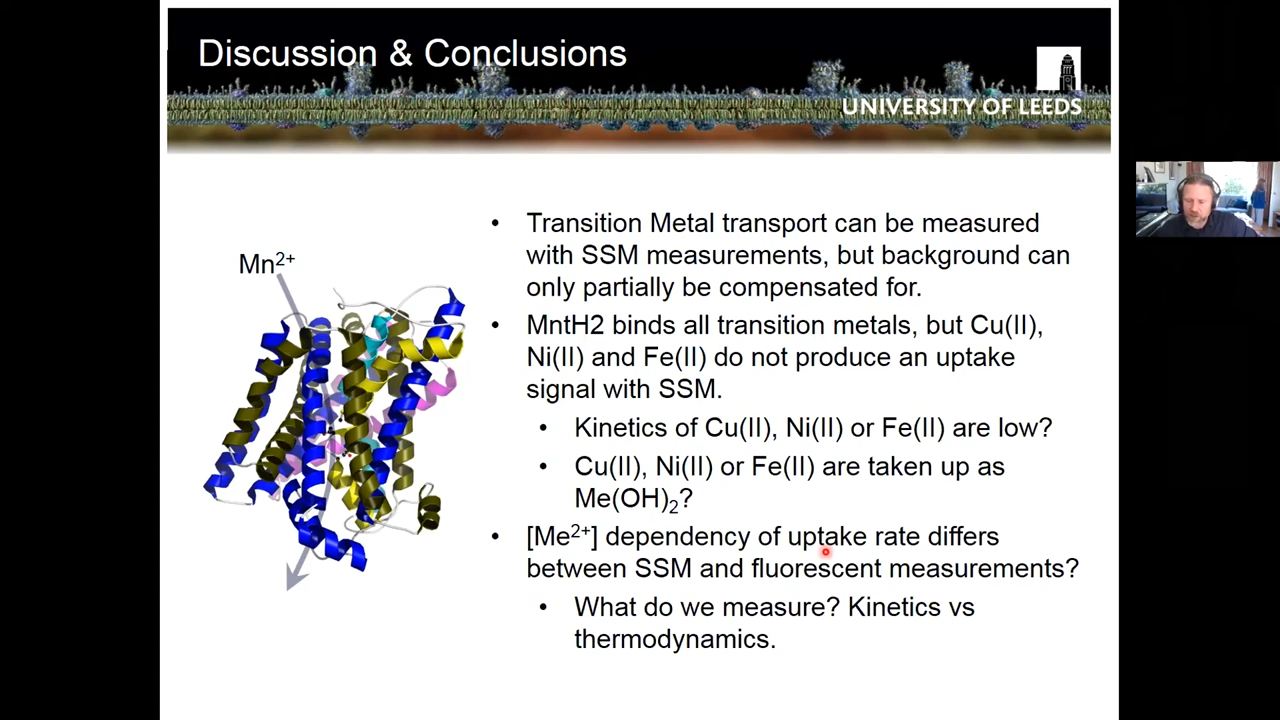 Discussion & Conclusions
UNIVERSITY OF LEEDS
Mn²⁺
• Transition Metal transport can be measured
with SSM measurements, but background can
only partially be compensated for.
• MntH2 binds all transition metals, but Cu(II),
Ni(II) and Fe(II) do not produce an uptake
signal with SSM.
• Kinetics of Cu(II), Ni(II) or Fe(II) are low?
• Cu(II), Ni(II) or Fe(II) are taken up as
Me(OH)₂?
• [Me²⁺] dependency of uptake rate differs
between SSM and fluorescent measurements?
• What do we measure? Kinetics vs
thermodynamics.